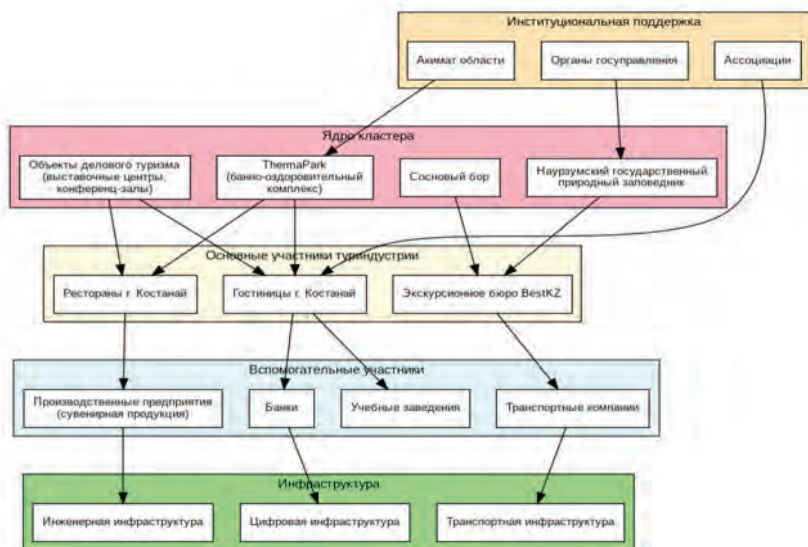 Институциональная поддержка
Акимат области
Органы госуправления
Ассоциации
Ядро кластера
Объекты делового туризма
(выставочные центры,
конференц-залы)
ThermaPark
(банно-оздоровительный
комплекс)
Сосновый бор
Наурзумский государственный
природный заповедник
Основные участники туриндустрии
Рестораны г. Костанай
Гостиницы г. Костанай
Экскурсионное бюро BestKZ
Вспомогательные участники
Производственные предприятия
(сувенирная продукция)
Банки
Учебные заведения
Транспортные компании
Инфраструктура
Инженерная инфраструктура
Цифровая инфраструктура
Транспортная инфраструктура